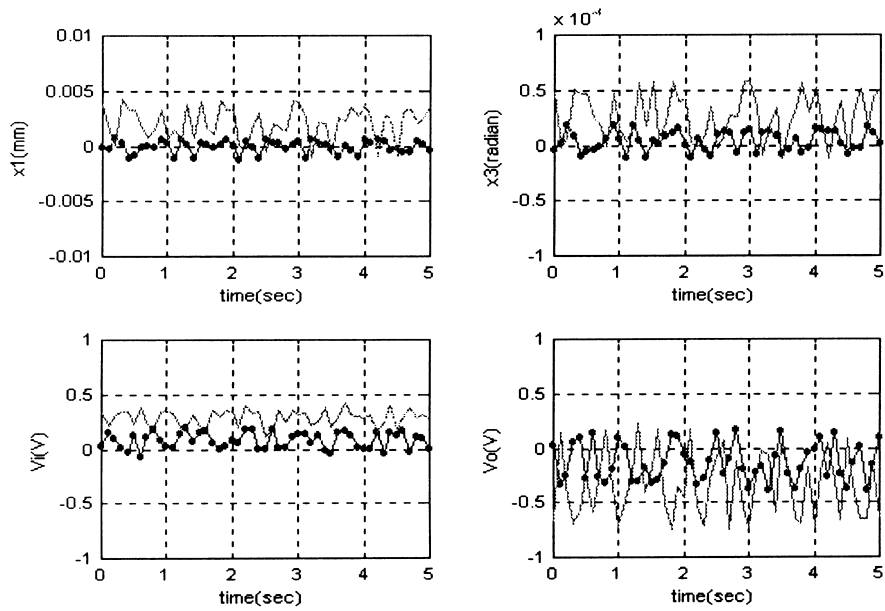 0.01
0.005
0
-0.005
-0.01
x1(mm)
0 1 2 3 4 5
time(sec)
× 10⁻⁴
1
0.5
0
-0.5
-1
x3(radian)
0 1 2 3 4 5
time(sec)
1
0.5
0
-0.5
-1
Vi(V)
0 1 2 3 4 5
time(sec)
1
0.5
0
-0.5
-1
Vo(V)
0 1 2 3 4 5
time(sec)